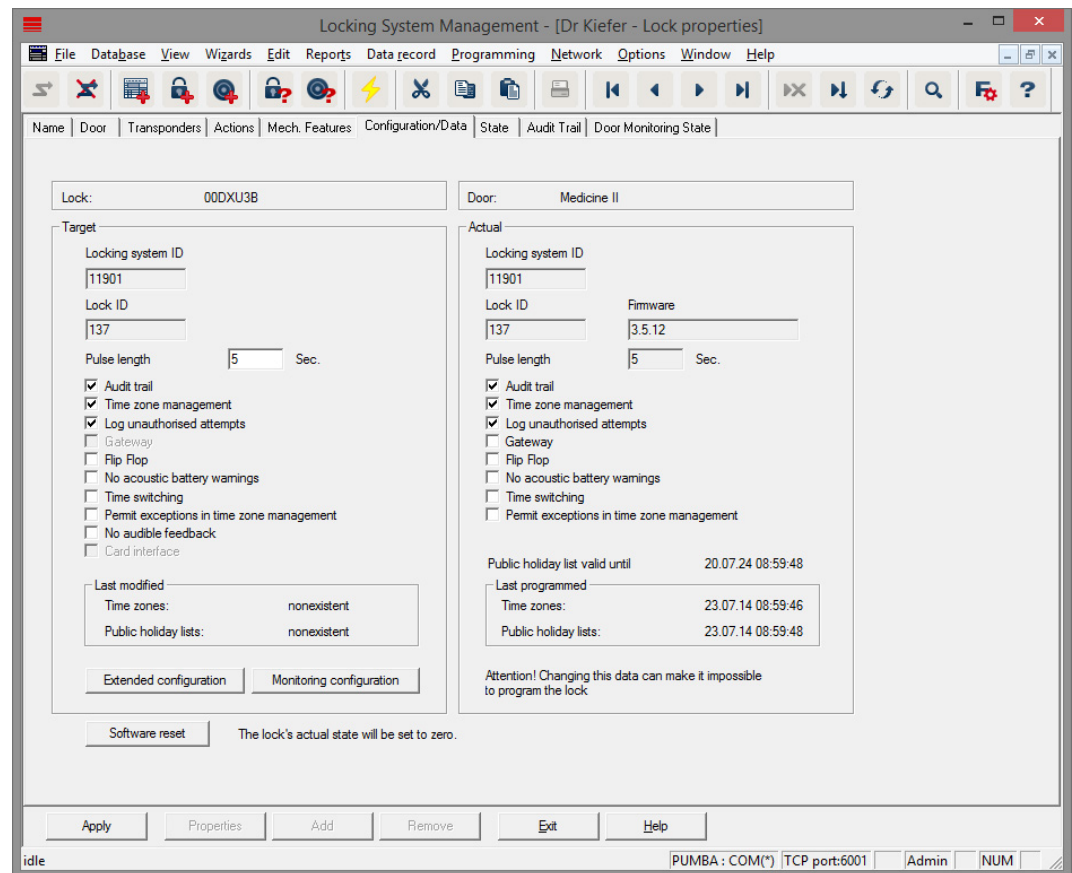 Locking System Management - [Dr Kiefer - Lock properties]
File Database View Wizards Edit Reports Data record Programming Network Options Window Help
Name Door Transponders Actions Mech. Features Configuration/Data State Audit Trail Door Monitoring State
Lock: 00DXU3B
Door: Medicine II
Target
Locking system ID
11901
Lock ID
137
Pulse length 5 Sec.
Audit trail
Time zone management
Log unauthorised attempts
Gateway
Flip Flop
No acoustic battery warnings
Time switching
Permit exceptions in time zone management
No audible feedback
Card interface
Last modified
Time zones: nonexistent
Public holiday lists: nonexistent
Extended configuration Monitoring configuration
Actual
Locking system ID
11901
Lock ID Firmware
137 3.5.12
Pulse length 5 Sec.
Audit trail
Time zone management
Log unauthorised attempts
Gateway
Flip Flop
No acoustic battery warnings
Time switching
Permit exceptions in time zone management
Public holiday list valid until 20.07.24 08:59:48
Last programmed
Time zones: 23.07.14 08:59:46
Public holiday lists: 23.07.14 08:59:48
Attention! Changing this data can make it impossible
to program the lock
Software reset The lock's actual state will be set to zero.
Apply Properties Add Remove Exit Help
idle PUMBA : COM(*) TCP port:6001 Admin NUM